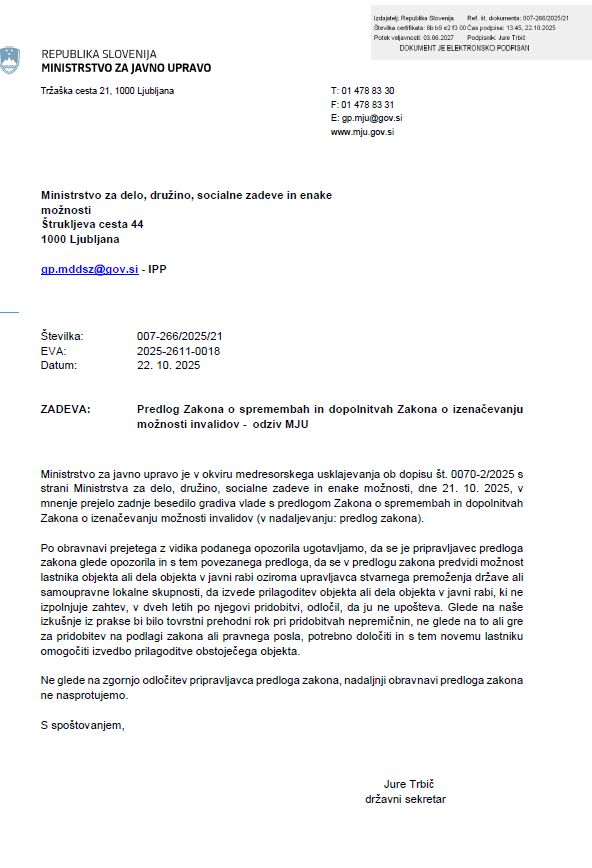 Izdajatelj: Republika Slovenija Ref. št. dokumenta: 007-266/2025/21
Številka certifikata: 6b b9 e2 f3 00 Čas podpisa: 13:45, 22.10.2025
Potek veljavnosti: 03.06.2027 Podpisnik: Jure Trbič
DOKUMENT JE ELEKTRONSKO PODPISAN
REPUBLIKA SLOVENIJA
MINISTRSTVO ZA JAVNO UPRAVO
Tržaška cesta 21, 1000 Ljubljana
T: 01 478 83 30
F: 01 478 83 31
E: gp.mju@gov.si
www.mju.gov.si
Ministrstvo za delo, družino, socialne zadeve in enake
možnosti
Štrukljeva cesta 44
1000 Ljubljana
gp.mddsz@gov.si - IPP
Številka: 007-266/2025/21
EVA: 2025-2611-0018
Datum: 22. 10. 2025
ZADEVA: Predlog Zakona o spremembah in dopolnitvah Zakona o izenačevanju
možnosti invalidov - odziv MJU
Ministrstvo za javno upravo je v okviru medresorskega usklajevanja ob dopisu št. 0070-2/2025 s
strani Ministrstva za delo, družino, socialne zadeve in enake možnosti, dne 21. 10. 2025, v
mnenje prejelo zadnje besedilo gradiva vlade s predlogom Zakona o spremembah in dopolnitvah
Zakona o izenačevanju možnosti invalidov (v nadaljevanju: predlog zakona).
Po obravnavi prejetega z vidika podanega opozorila ugotavljamo, da se je pripravljavec predloga
zakona glede opozorila in s tem povezanega predloga, da se v predlogu zakona predvidi možnost
lastnika objekta ali dela objekta v javni rabi oziroma upravljavca stvarnega premoženja države ali
samoupravne lokalne skupnosti, da izvede prilagoditev objekta ali dela objekta v javni rabi, ki ne
izpolnjuje zahtev, v dveh letih po njegovi pridobitvi, odločil, da ju ne upošteva. Glede na naše
izkušnje iz prakse bi bilo tovrstni prehodni rok pri pridobitvah nepremičnin, ne glede na to ali gre
za pridobitev na podlagi zakona ali pravnega posla, potrebno določiti in s tem novemu lastniku
omogočiti izvedbo prilagoditve obstoječega objekta.
Ne glede na zgornjo odločitev pripravljavca predloga zakona, nadaljnji obravnavi predloga zakona
ne nasprotujemo.
S spoštovanjem,
Jure Trbič
državni sekretar